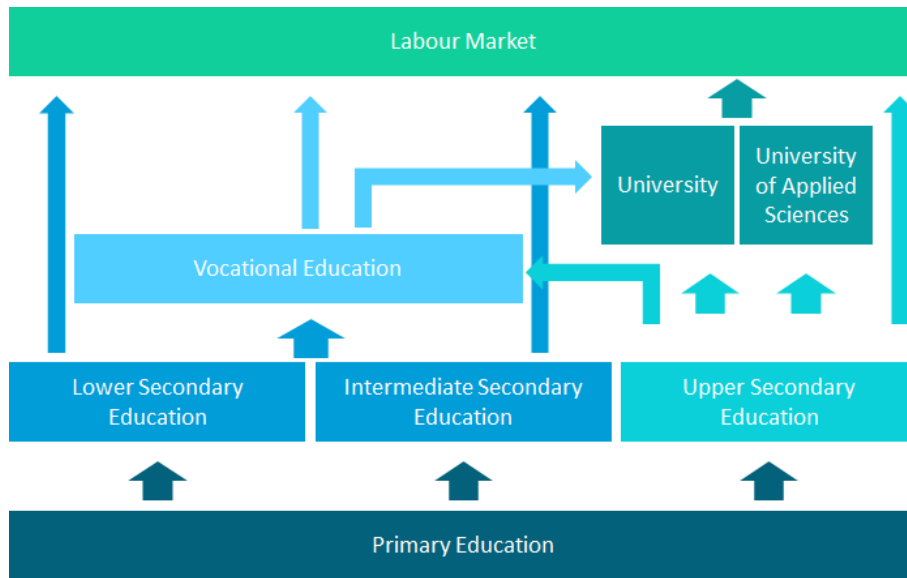 Labour Market
University
University
of Applied
Sciences
Vocational Education
Lower Secondary
Education
Intermediate Secondary
Education
Upper Secondary
Education
Primary Education